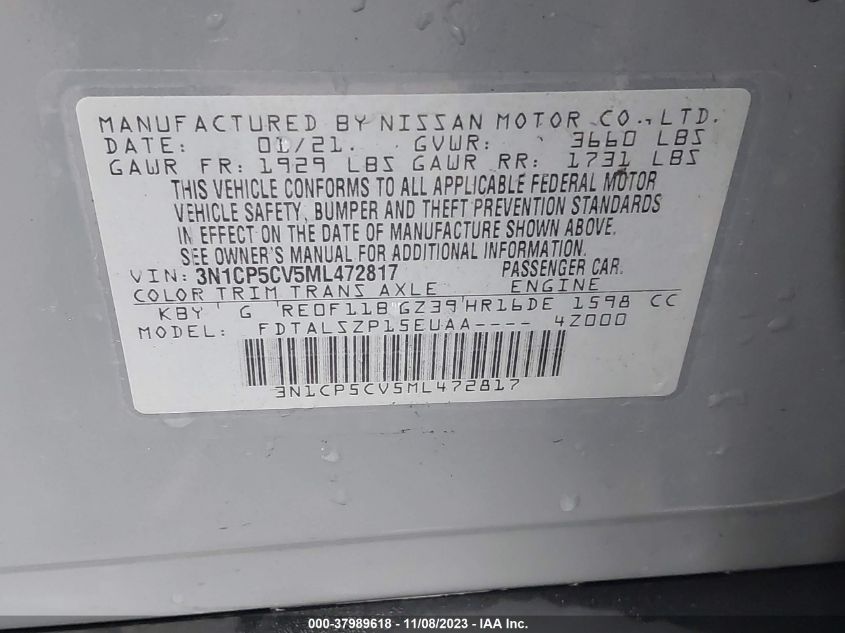 MANUFACTURED BY NISSAN MOTOR CO., LTD.
DATE: 01/21. GVWR: 3660 LBS
GAWR FR: 1929 LBS GAWR RR: 1731 LBS
THIS VEHICLE CONFORMS TO ALL APPLICABLE FEDERAL MOTOR
VEHICLE SAFETY, BUMPER AND THEFT PREVENTION STANDARDS
IN EFFECT ON THE DATE OF MANUFACTURE SHOWN ABOVE.
SEE OWNER'S MANUAL FOR ADDITIONAL INFORMATION.
VIN: 3N1CP5CV5ML472817 PASSENGER CAR.
COLOR TRIM TRANS AXLE ENGINE
KBY G RE0F11B GZ39 HR16DE 1598 CC
MODEL: FDTALSZP15EUAA---- 4Z000
3N1CP5CV5ML472817
000-37989618 - 11/08/2023 - IAA Inc.